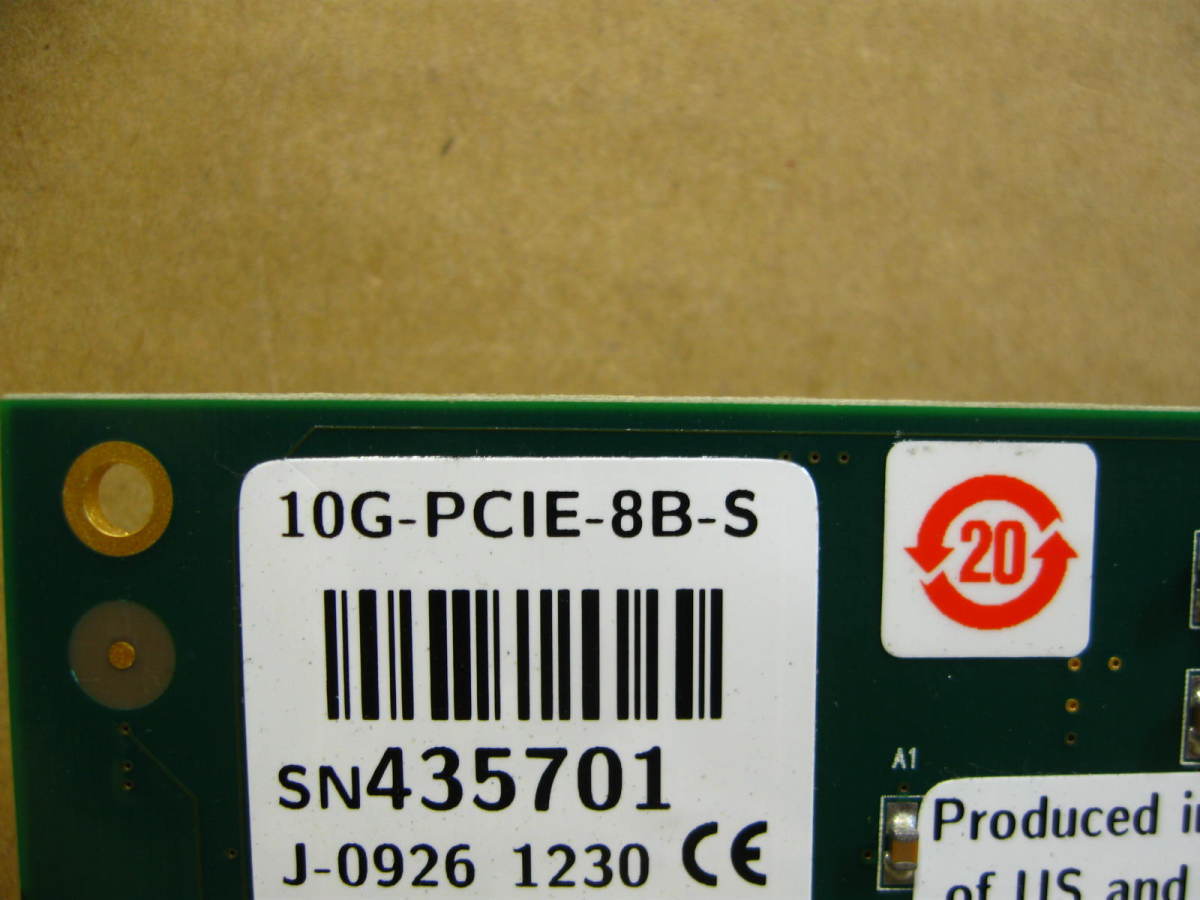 10G-PCIE-8B-S
20
SN435701
J-0926 1230 CE
A1
Produced
of US and